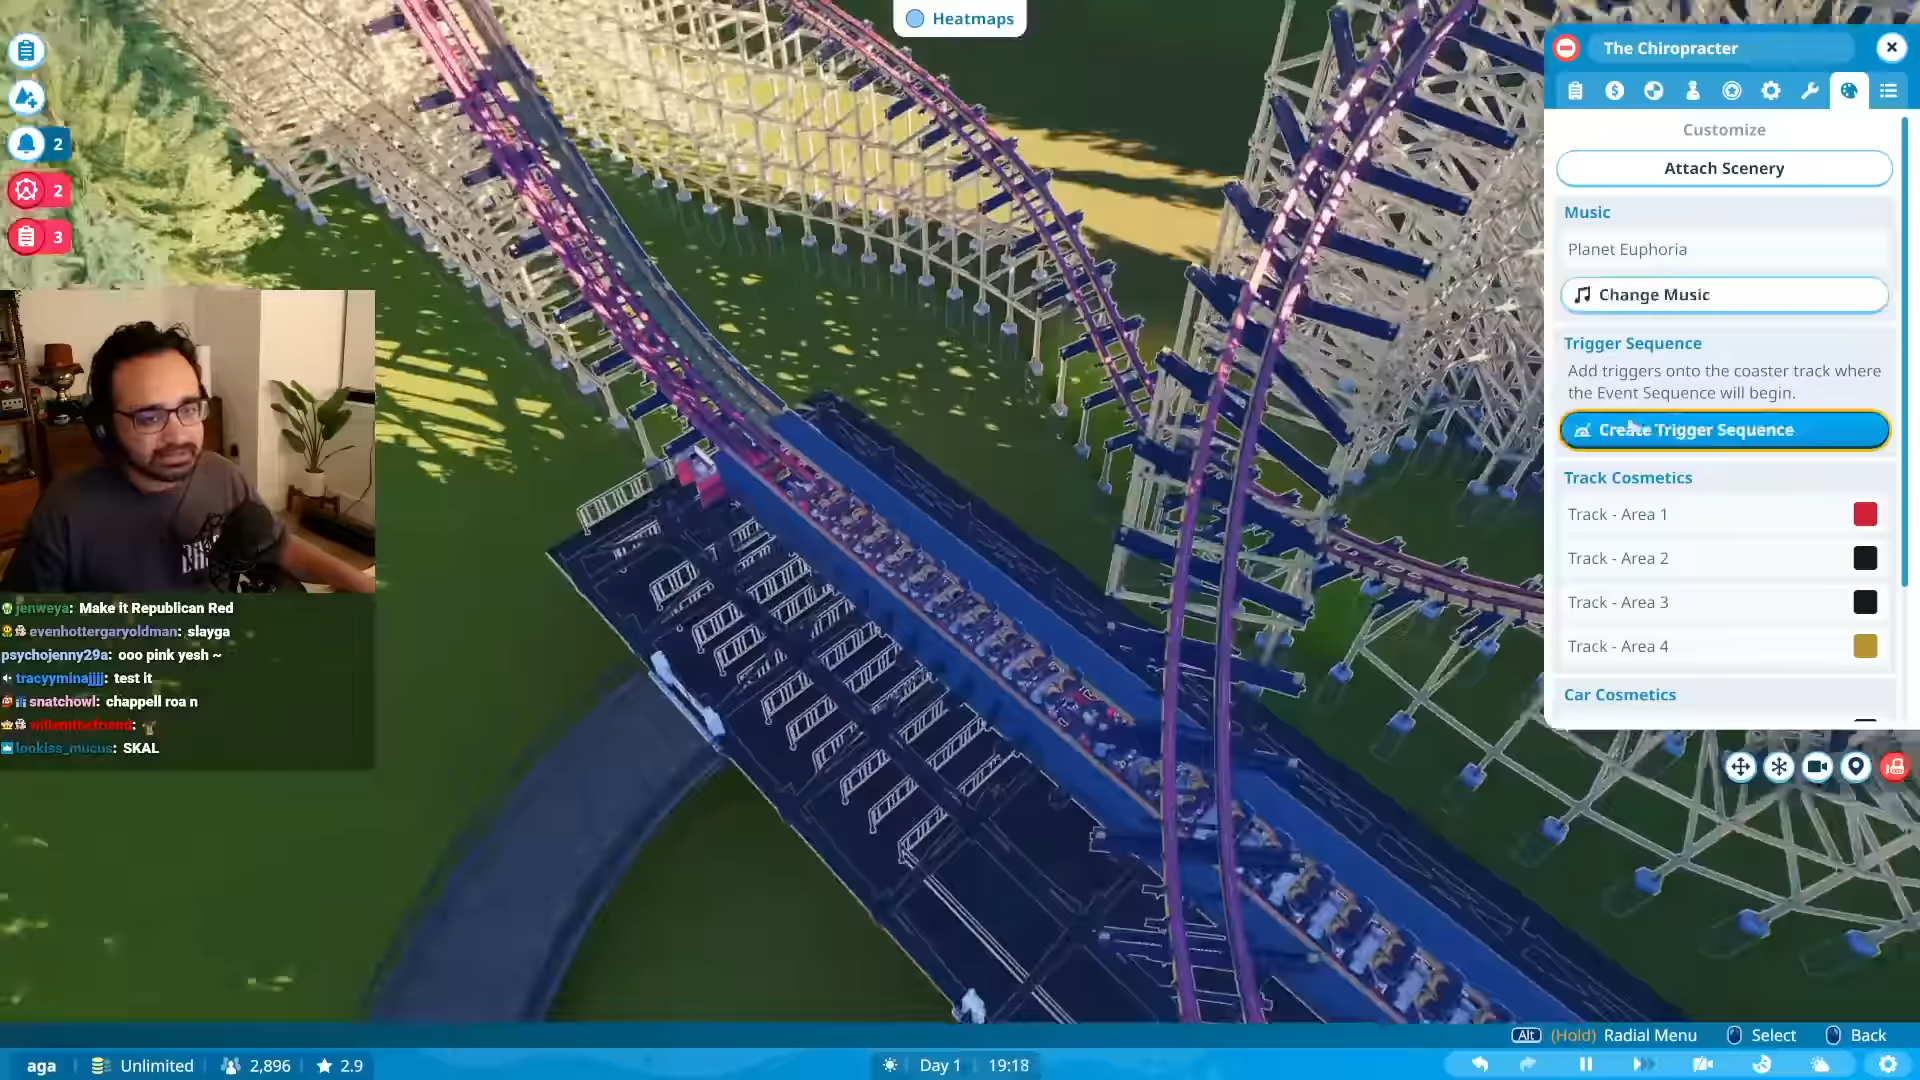 Heatmaps
2
2
3
jenweya: Make it Republican Red
evenhottergaryoldman: slayga
psychojenny29a: ooo pink yesh ~
tracyyminajjjj: test it
snatchowl: chappell roa n
willemthefriend:
lookiss_mucus: SKAL
The Chiropracter
Customize
Attach Scenery
Music
Planet Euphoria
Change Music
Trigger Sequence
Add triggers onto the coaster track where
the Event Sequence will begin.
Create Trigger Sequence
Track Cosmetics
Track - Area 1
Track - Area 2
Track - Area 3
Track - Area 4
Car Cosmetics
Alt (Hold) Radial Menu Select Back
aga Unlimited 2,896 2.9 Day 1 19:18